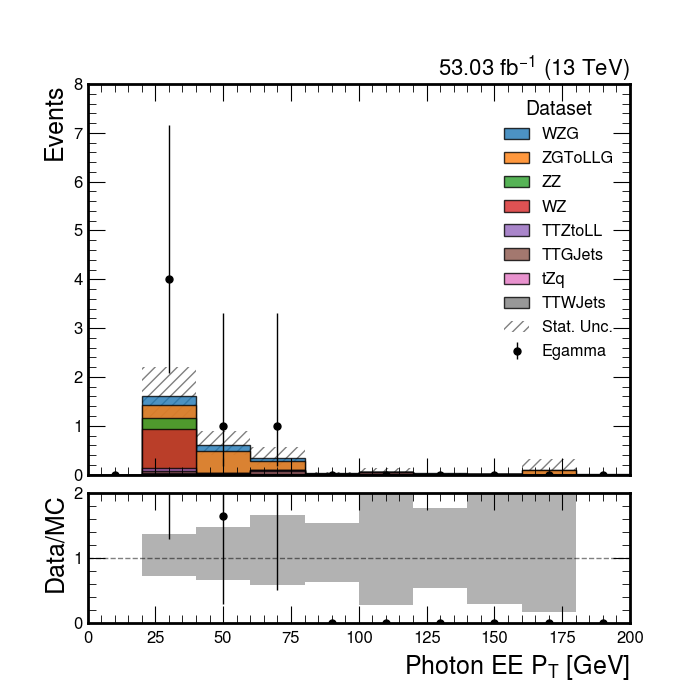 53.03 fb⁻¹ (13 TeV)
Events
8
7
6
5
4
3
2
1
0
Dataset
WZG
ZGToLLG
ZZ
WZ
TTZtoLL
TTGJets
tZq
TTWJets
Stat. Unc.
Egamma
Data/MC
2
1
0
0 25 50 75 100 125 150 175 200
Photon EE P_T [GeV]